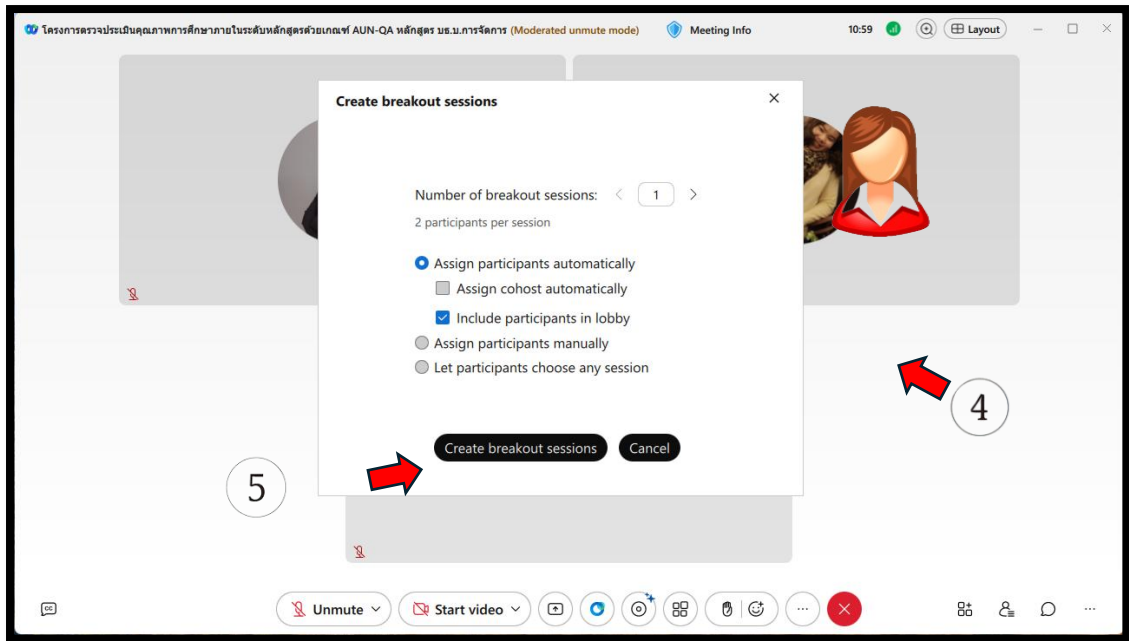 โครงการตรวจประเมินคุณภาพการศึกษาภายในระดับหลักสูตรด้วยเกณฑ์ AUN-QA หลักสูตร บธ.บ.การจัดการ (Moderated unmute mode) Meeting Info 10:59 Layout
Create breakout sessions
Number of breakout sessions: 1
2 participants per session
Assign participants automatically
Assign cohost automatically
Include participants in lobby
Assign participants manually
Let participants choose any session
4
Create breakout sessions Cancel
5
CC Unmute Start video